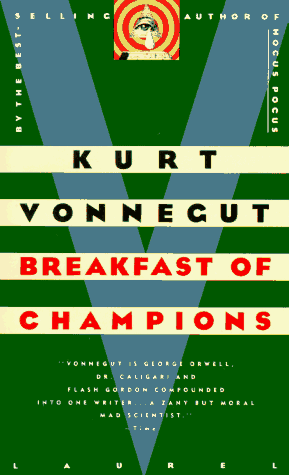 BY THE BEST-SELLING AUTHOR OF HOCUS POCUS
KURT
VONNEGUT
BREAKFAST OF
CHAMPIONS
"VONNEGUT IS GEORGE ORWELL,
DR. CALIGARI AND
FLASH GORDON COMPOUNDED
INTO ONE WRITER...A ZANY BUT MORAL
MAD SCIENTIST."
—Time
LAUREL